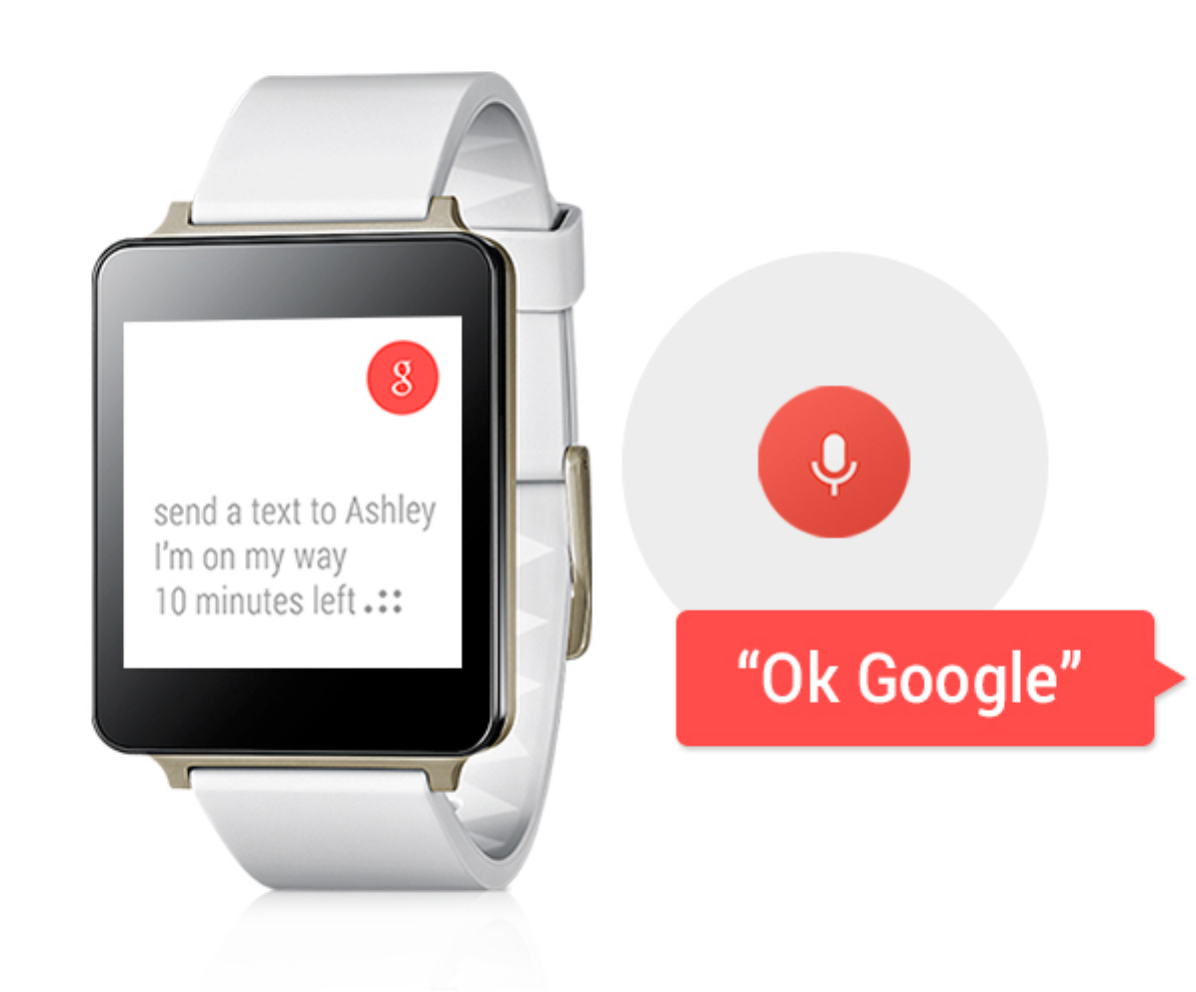 g
send a text to Ashley
I'm on my way
10 minutes left
“Ok Google”